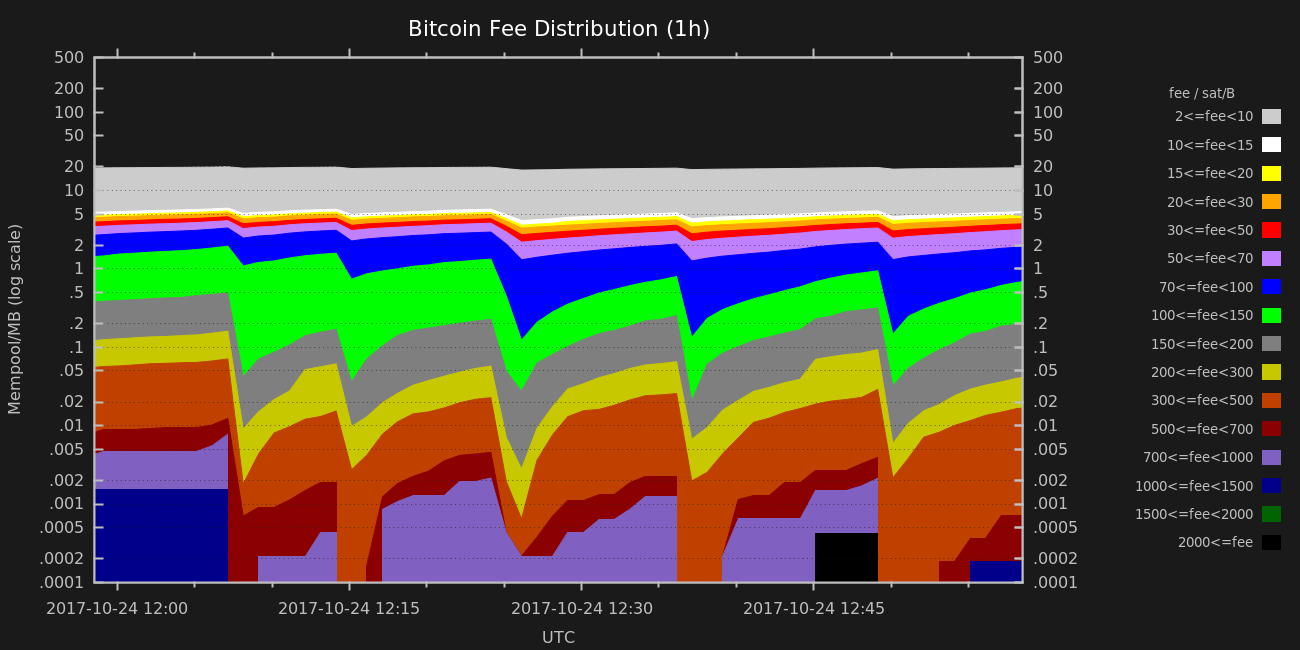 Bitcoin Fee Distribution (1h)
500
200
100
50
20
10
5
2
1
.5
.2
.1
.05
.02
.01
.005
.002
.001
.0005
.0002
.0001
Mempool/MB (log scale)
500
200
100
50
20
10
5
2
1
.5
.2
.1
.05
.02
.01
.005
.002
.001
.0005
.0002
.0001
2017-10-24 12:00
2017-10-24 12:15
2017-10-24 12:30
2017-10-24 12:45
UTC
fee / sat/B
2<=fee<10
10<=fee<15
15<=fee<20
20<=fee<30
30<=fee<50
50<=fee<70
70<=fee<100
100<=fee<150
150<=fee<200
200<=fee<300
300<=fee<500
500<=fee<700
700<=fee<1000
1000<=fee<1500
1500<=fee<2000
2000<=fee